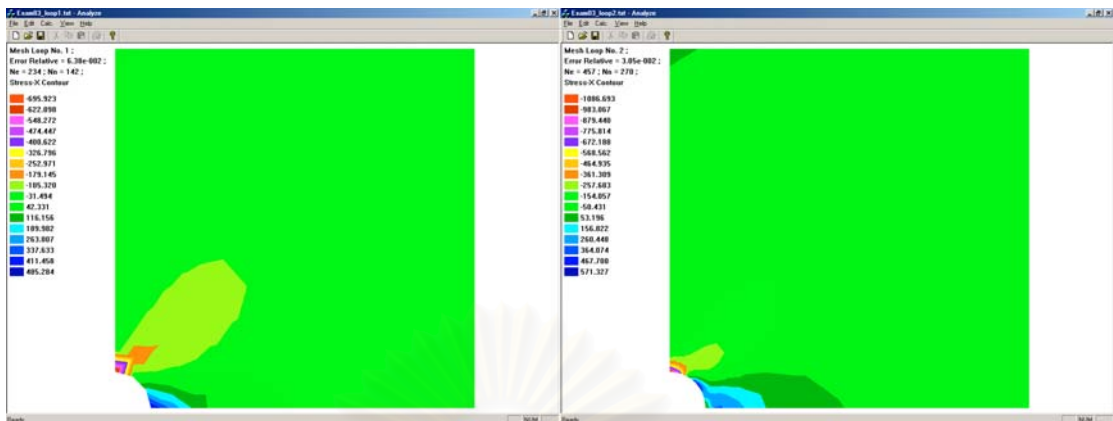 Exam03_loop1.txt - Analyze
File Edit Calc View Help
Mesh Loop No. 1 ;
Error Relative = 6.38e-002 ;
Ne = 234 ; Nn = 142 ;
Stress-X Contour
-695.923
-622.098
-548.272
-474.447
-400.622
-326.796
-252.971
-179.145
-105.320
-31.494
42.331
116.156
189.982
263.807
337.633
411.458
485.284
Ready
NUM
Exam03_loop2.txt - Analyze
File Edit Calc View Help
Mesh Loop No. 2 ;
Error Relative = 3.05e-002 ;
Ne = 457 ; Nn = 270 ;
Stress-X Contour
-1086.693
-983.067
-879.440
-775.814
-672.188
-568.562
-464.935
-361.309
-257.683
-154.057
-50.431
53.196
156.822
260.448
364.074
467.700
571.327
Ready
NUM